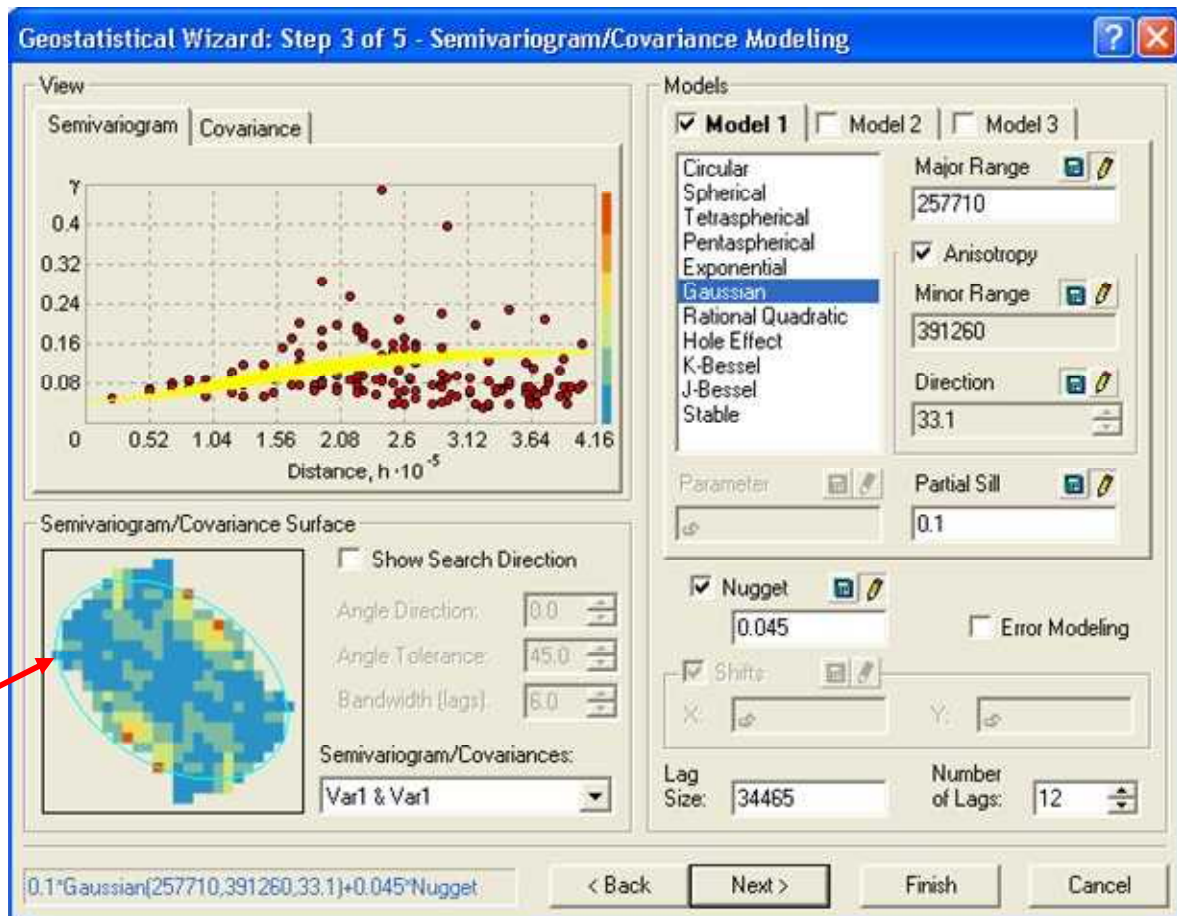 Geostatistical Wizard: Step 3 of 5 - Semivariogram/Covariance Modeling
View
Semivariogram
Covariance
γ
0.4
0.32
0.24
0.16
0.08
0 0.52 1.04 1.56 2.08 2.6 3.12 3.64 4.16
Distance, h ·10 -5
Semivariogram/Covariance Surface
Show Search Direction
Angle Direction: 0.0
Angle Tolerance: 45.0
Bandwidth (lags): 6.0
Semivariogram/Covariances:
Var1 & Var1
Models
Model 1
Model 2
Model 3
Circular
Spherical
Tetraspherical
Pentaspherical
Exponential
Gaussian
Rational Quadratic
Hole Effect
K-Bessel
J-Bessel
Stable
Major Range
257710
Anisotropy
Minor Range
391260
Direction
33.1
Parameter
Partial Sill
0.1
Nugget
0.045
Error Modeling
Shifts
X:
Y:
Lag
Size: 34465
Number
of Lags: 12
0.1*Gaussian(257710,391260,33.1)+0.045*Nugget
< Back
Next >
Finish
Cancel